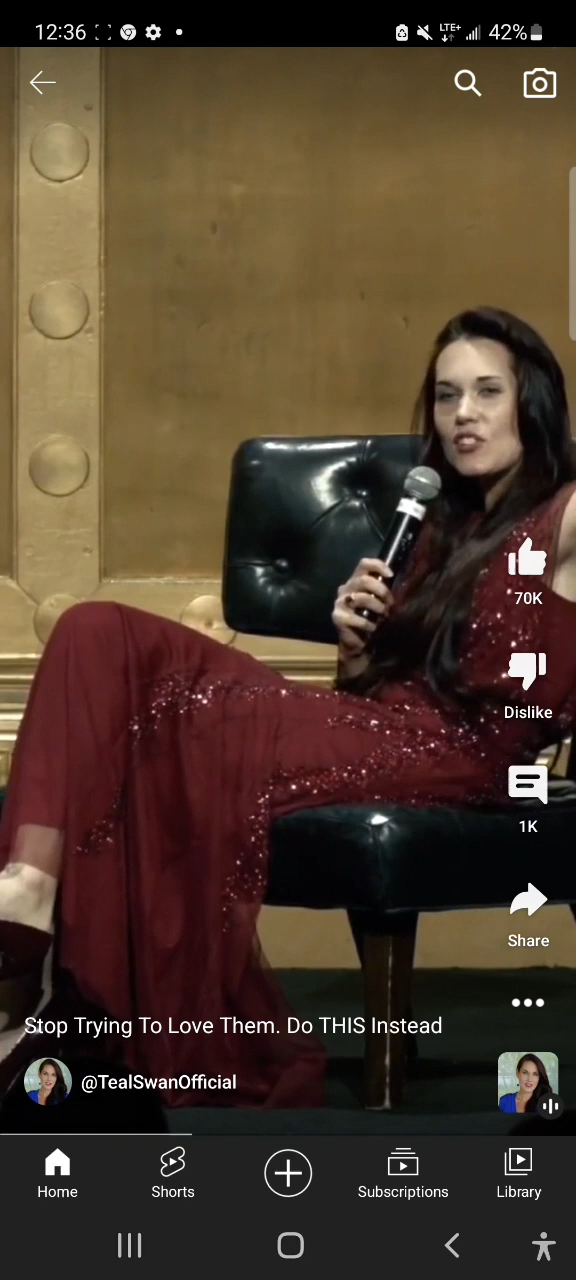 12:36
LTE+
42%
70K
Dislike
1K
Share
Stop Trying To Love Them. Do THIS Instead
@TealSwanOfficial
Home
Shorts
Subscriptions
Library